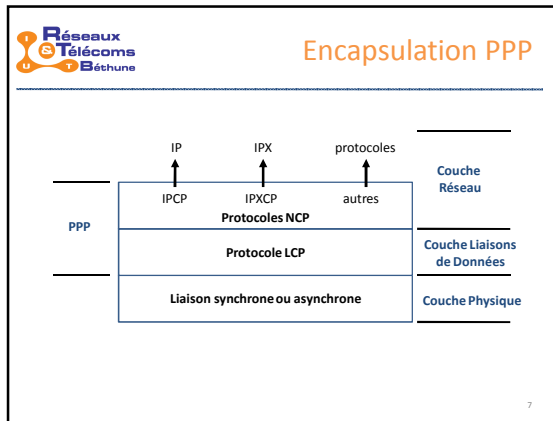 Réseaux
& Télécoms
I U T Béthune
Encapsulation PPP
IP IPX protocoles
Couche
Réseau
IPCP IPXCP autres
PPP
Protocoles NCP
Protocole LCP
Couche Liaisons
de Données
Liaison synchrone ou asynchrone
Couche Physique
7